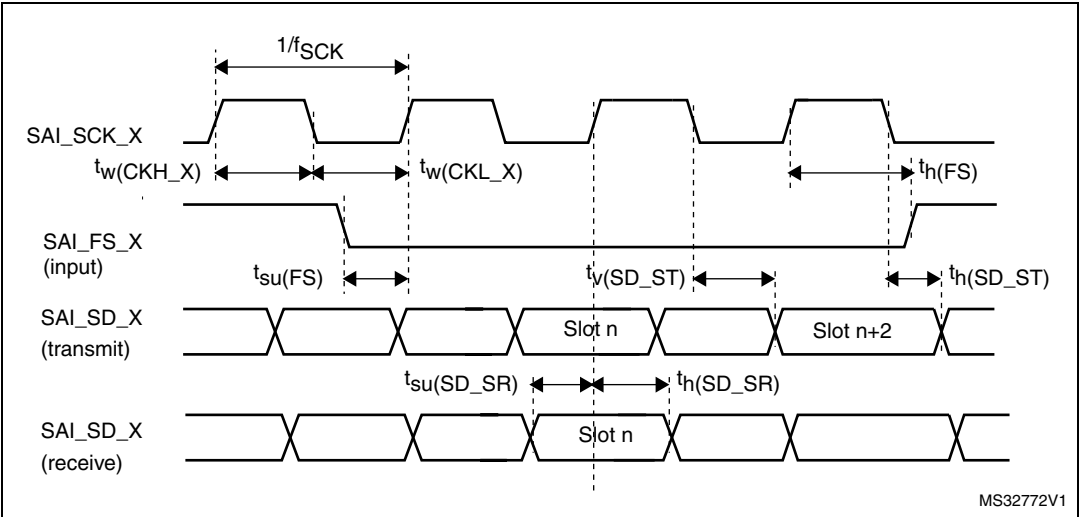 1/fSCK
SAI_SCK_X
tw(CKH_X)
tw(CKL_X)
th(FS)
SAI_FS_X
(input)
tsu(FS)
tv(SD_ST)
th(SD_ST)
SAI_SD_X
(transmit)
Slot n
Slot n+2
tsu(SD_SR)
th(SD_SR)
SAI_SD_X
(receive)
Slot n
MS32772V1